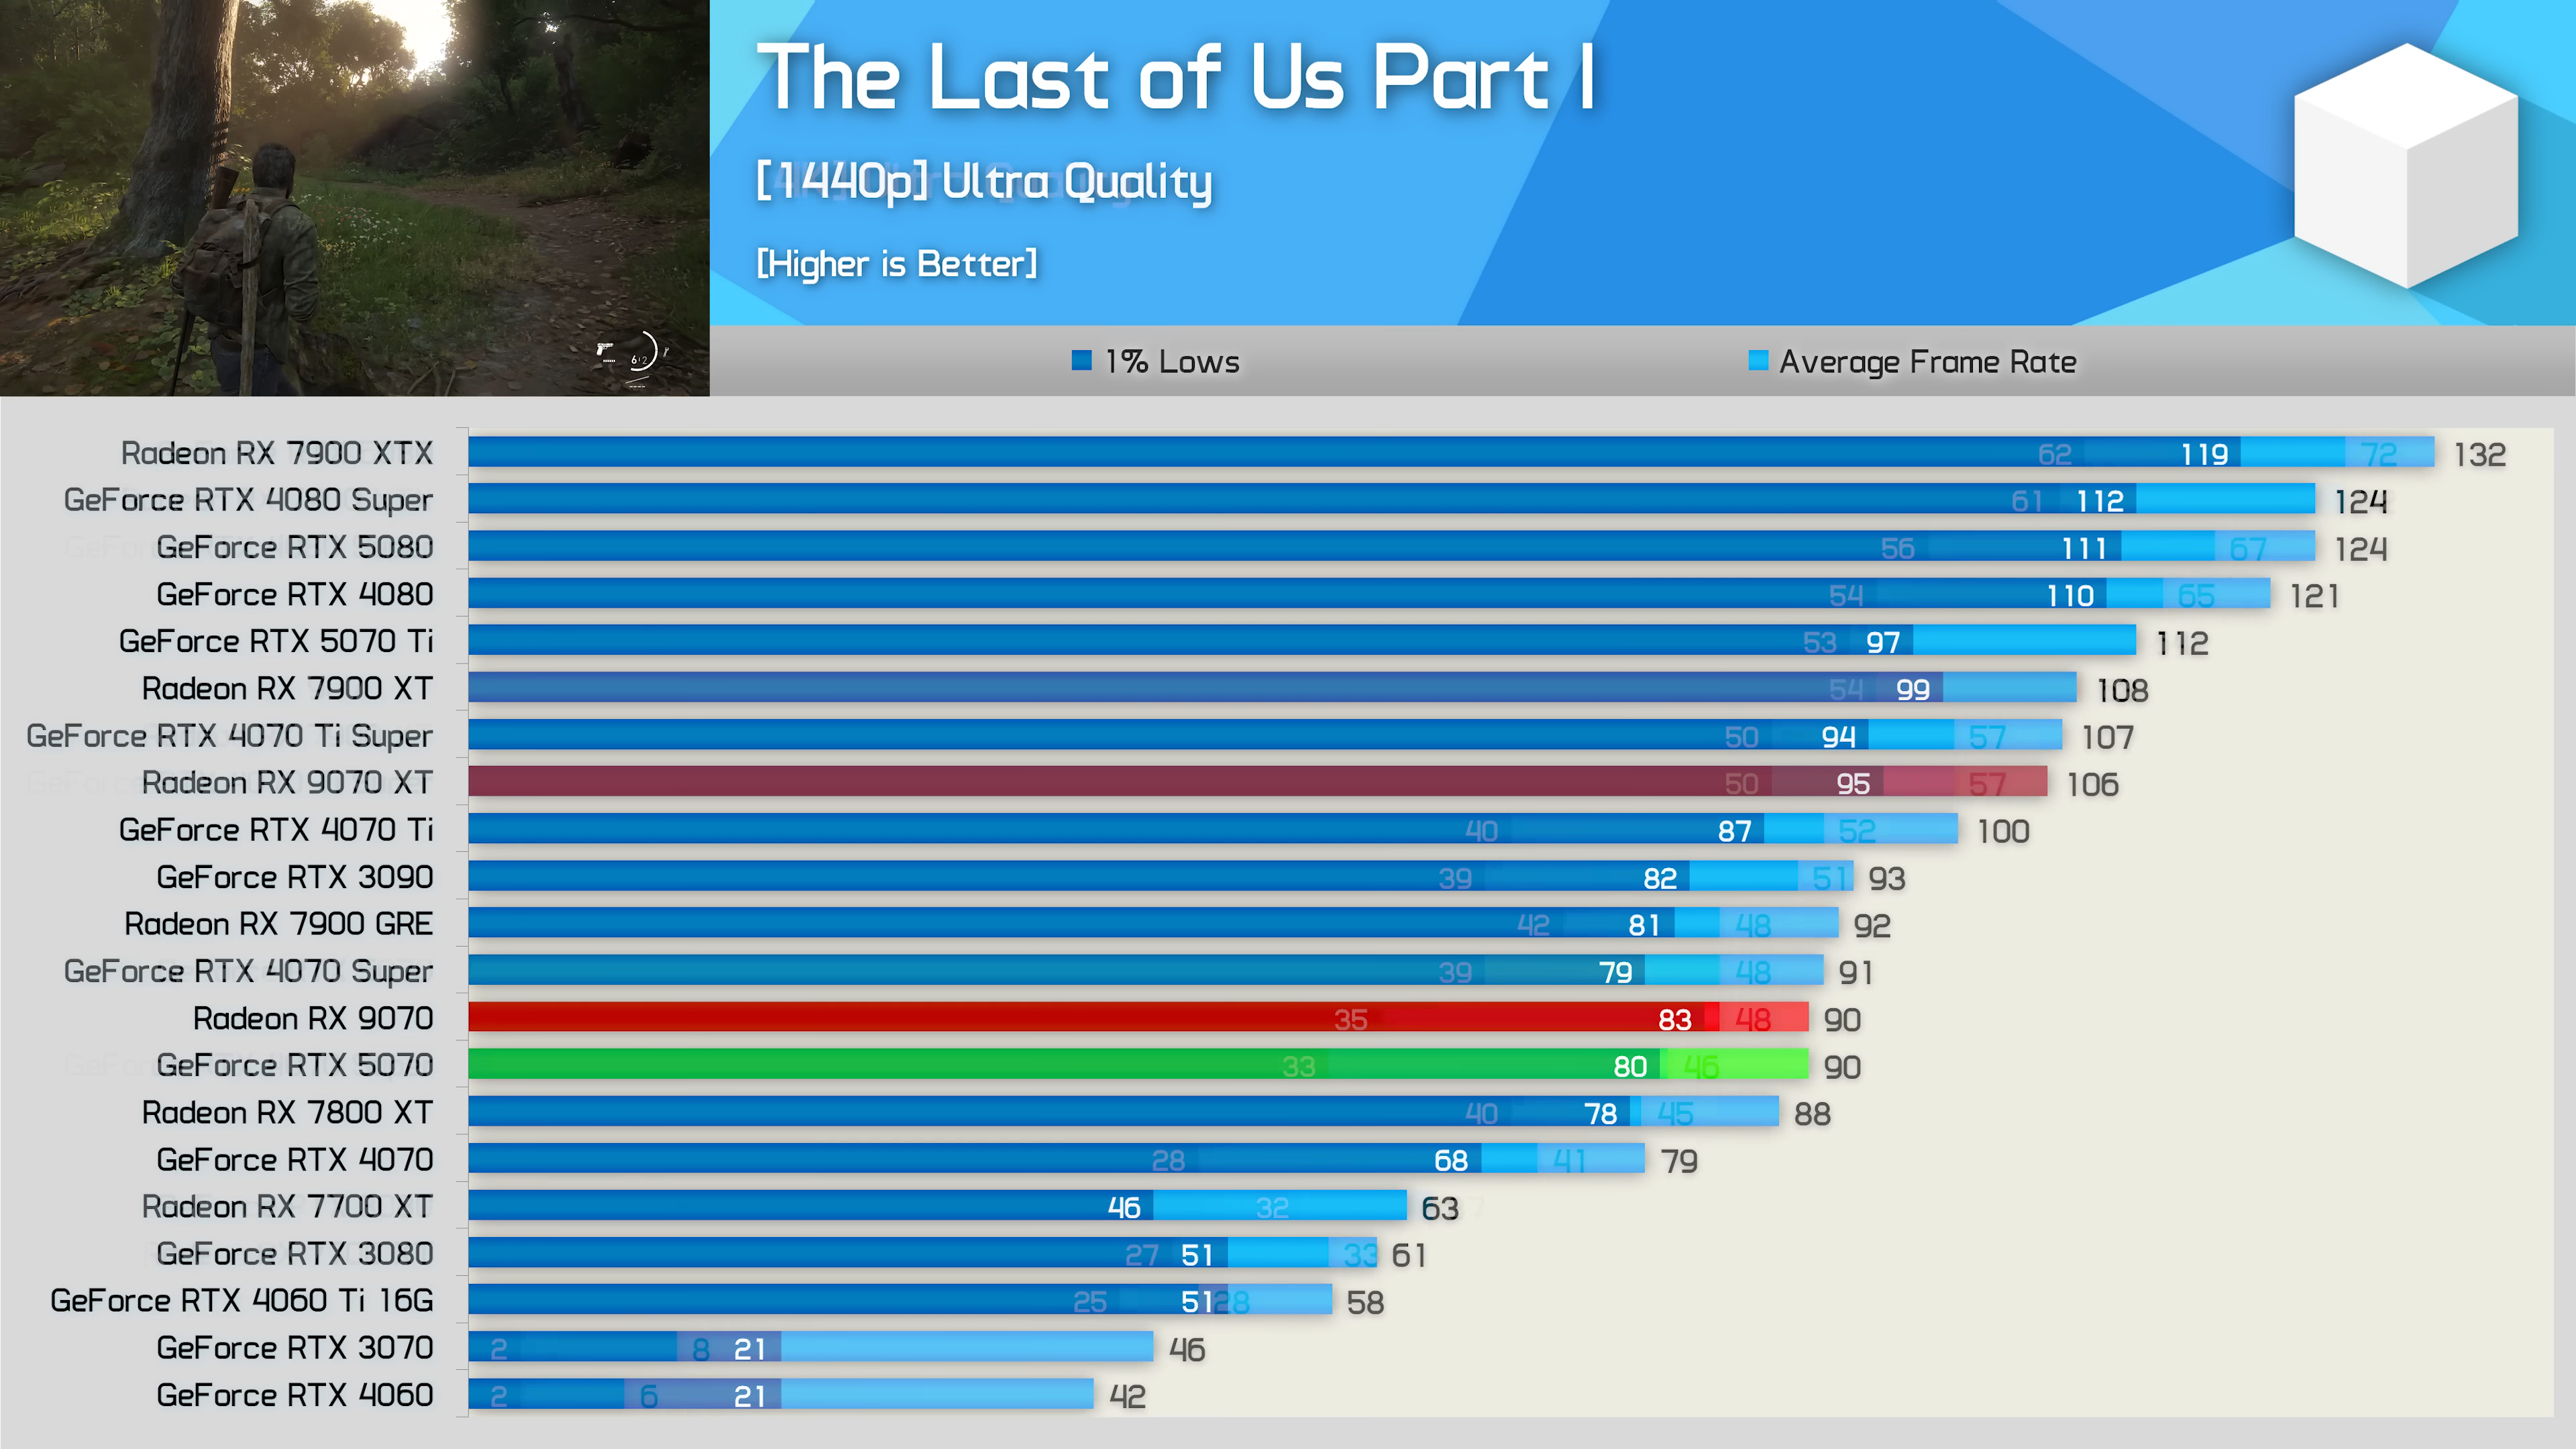 The Last of Us Part I
[1440p] Ultra Quality
[Higher is Better]
1% Lows
Average Frame Rate
Radeon RX 7900 XTX 62 119 72 132
GeForce RTX 4080 Super 61 112 124
GeForce RTX 5080 56 111 67 124
GeForce RTX 4080 54 110 65 121
GeForce RTX 5070 Ti 53 97 112
Radeon RX 7900 XT 54 99 108
GeForce RTX 4070 Ti Super 50 94 57 107
Radeon RX 9070 XT 50 95 57 106
GeForce RTX 4070 Ti 40 87 52 100
GeForce RTX 3090 39 82 51 93
Radeon RX 7900 GRE 42 81 48 92
GeForce RTX 4070 Super 39 79 48 91
Radeon RX 9070 35 83 48 90
GeForce RTX 5070 33 80 46 90
Radeon RX 7800 XT 40 78 45 88
GeForce RTX 4070 28 68 41 79
Radeon RX 7700 XT 46 32 63
GeForce RTX 3080 27 51 33 61
GeForce RTX 4060 Ti 16G 25 51 28 58
GeForce RTX 3070 2 8 21 46
GeForce RTX 4060 2 6 21 42